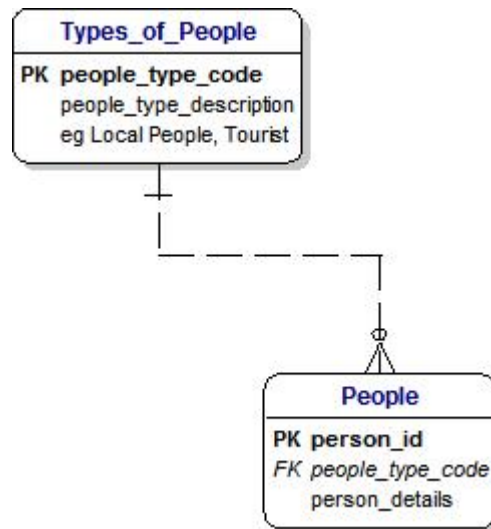 Types_of_People
PK people_type_code
people_type_description
eg Local People, Tourist
People
PK person_id
FK people_type_code
person_details